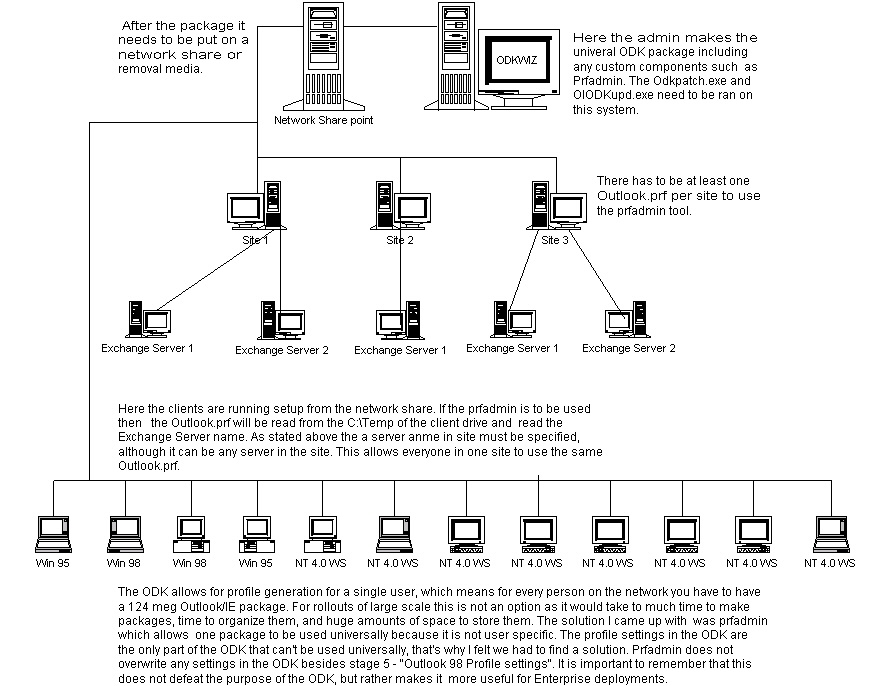 After the package it
needs to be put on a
network share or
removal media.
ODKWIZ
Here the admin makes the
univeral ODK package including
any custom components such as
Prfadmin. The Odkpatch.exe and
OlODKupd.exe need to be ran on
this system.
Network Share point
There has to be at least one
Outlook.prf per site to use
the prfadmin tool.
Site 1
Site 2
Site 3
Exchange Server 1
Exchange Server 2
Exchange Server 1
Exchange Server 1
Exchange Server 2
Here the clients are running setup from the network share. If the prfadmin is to be used
then the Outlook.prf will be read from the C:\Temp of the client drive and read the
Exchange Server name. As stated above the a server anme in site must be specified,
although it can be any server in the site. This allows everyone in one site to use the same
Outlook.prf.
Win 95
Win 98
Win 98
Win 95
NT 4.0 WS
NT 4.0 WS
NT 4.0 WS
NT 4.0 WS
NT 4.0 WS
NT 4.0 WS
NT 4.0 WS
NT 4.0 WS
The ODK allows for profile generation for a single user, which means for every person on the network you have to have
a 124 meg Outlook/IE package. For rollouts of large scale this is not an option as it would take to much time to make
packages, time to organize them, and huge amounts of space to store them. The solution I came up with was prfadmin
which allows one package to be used universally because it is not user specific. The profile settings in the ODK are
the only part of the ODK that can't be used universally, that's why I felt we had to find a solution. Prfadmin does not
overwrite any settings in the ODK besides stage 5 - "Outlook 98 Profile settings". It is important to remember that this
does not defeat the purpose of the ODK, but rather makes it more useful for Enterprise deployments.